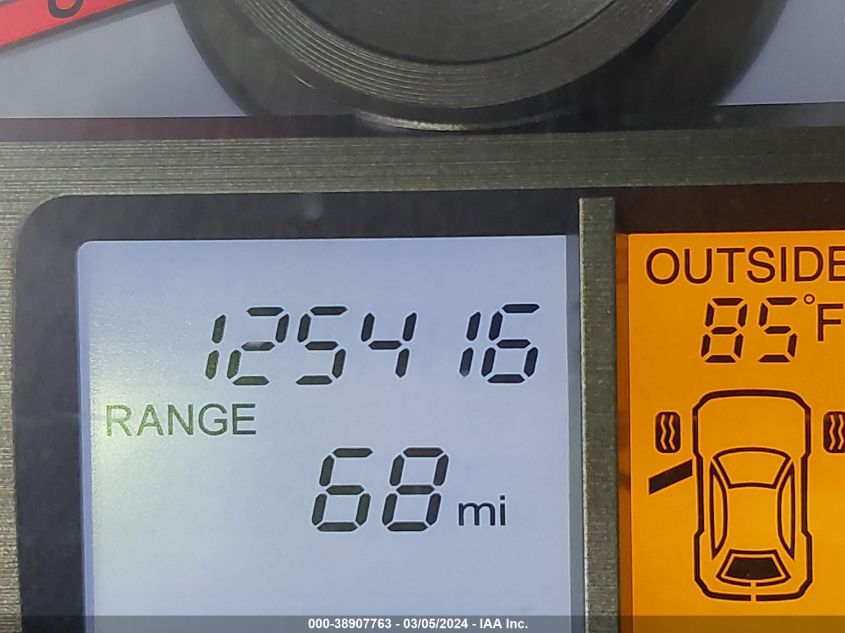 125416
RANGE
68 mi
OUTSIDE
85°F
000-38907763 - 03/05/2024 - IAA Inc.